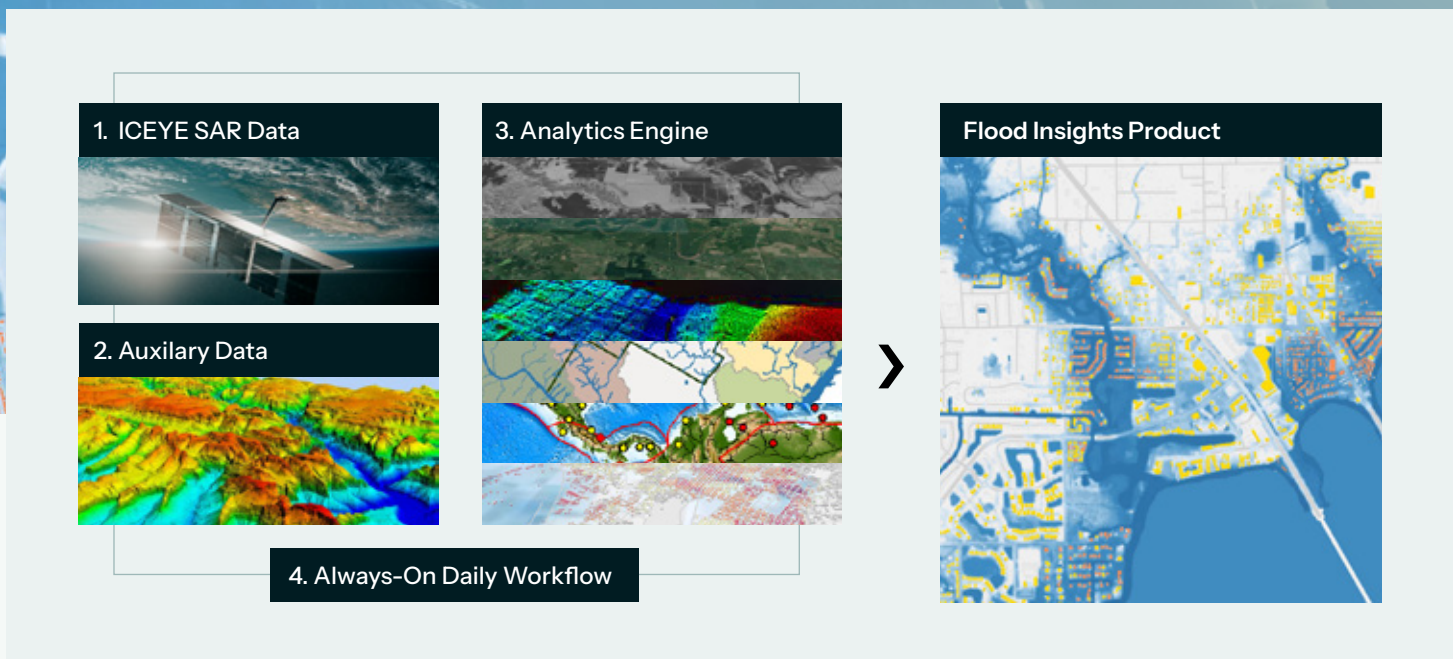 1. ICEYE SAR Data
2. Auxilary Data
3. Analytics Engine
4. Always-On Daily Workflow
Flood Insights Product